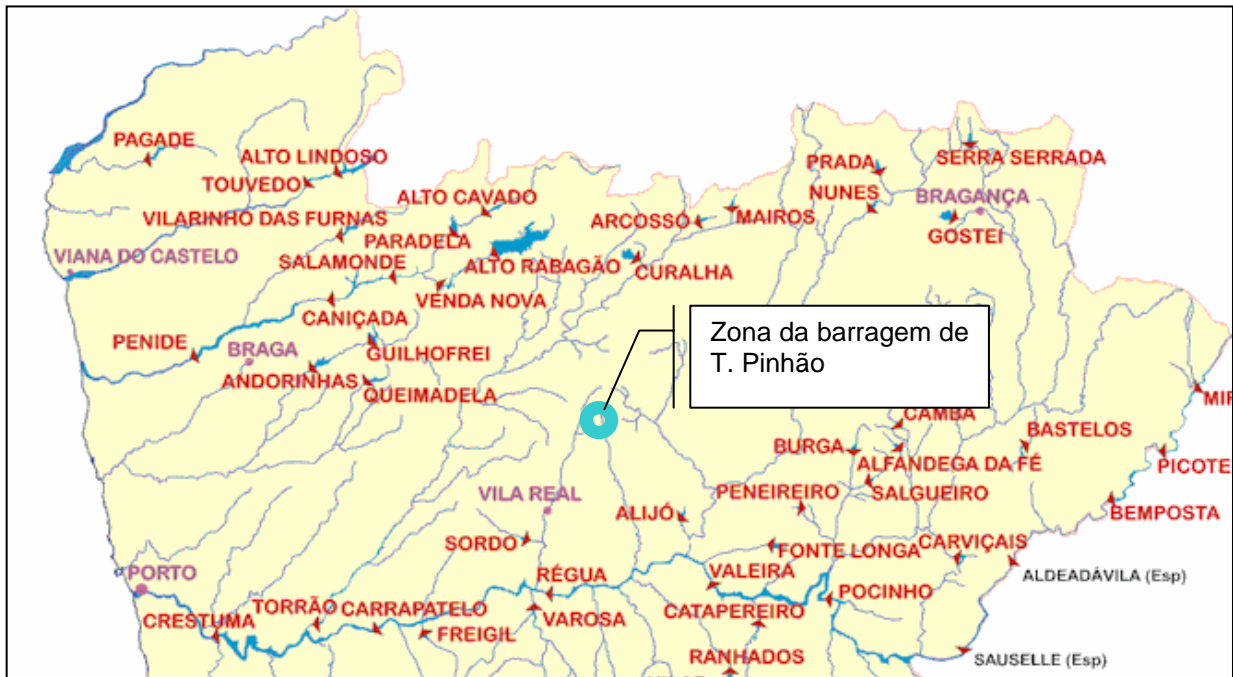 PAGADE
ALTO LINDOSO
TOUVEDO
PRADA
SERRA SERRADA
NUNES
BRAGANÇA
GOSTEI
ALTO CAVADO
VILARINHO DAS FURNAS
PARADELA
ARCOSSÓ
MAIROS
VIANA DO CASTELO
SALAMONDE
ALTO RABAGÃO
CURALHA
VENDA NOVA
CANIÇADA
PENIDE
BRAGA
GUILHOFREI
ANDORINHAS
QUEIMADELA
Zona da barragem de
T. Pinhão
CAMBA
MIR
BURGA
BASTELOS
ALFANDEGA DA FÉ
PICOTE
PENEIREIRO
SALGUEIRO
VILA REAL
ALIJÓ
BEMPOSTA
SORDO
FONTE LONGA
CARVIÇAIS
PORTO
RÉGUA
VALEIRA
ALDEADÁVILA (Esp)
POCINHO
CRESTUMA
TORRÃO
CARRAPATELO
FREIGIL
VAROSA
CATAPEREIRO
RANHADOS
SAUSELLE (Esp)